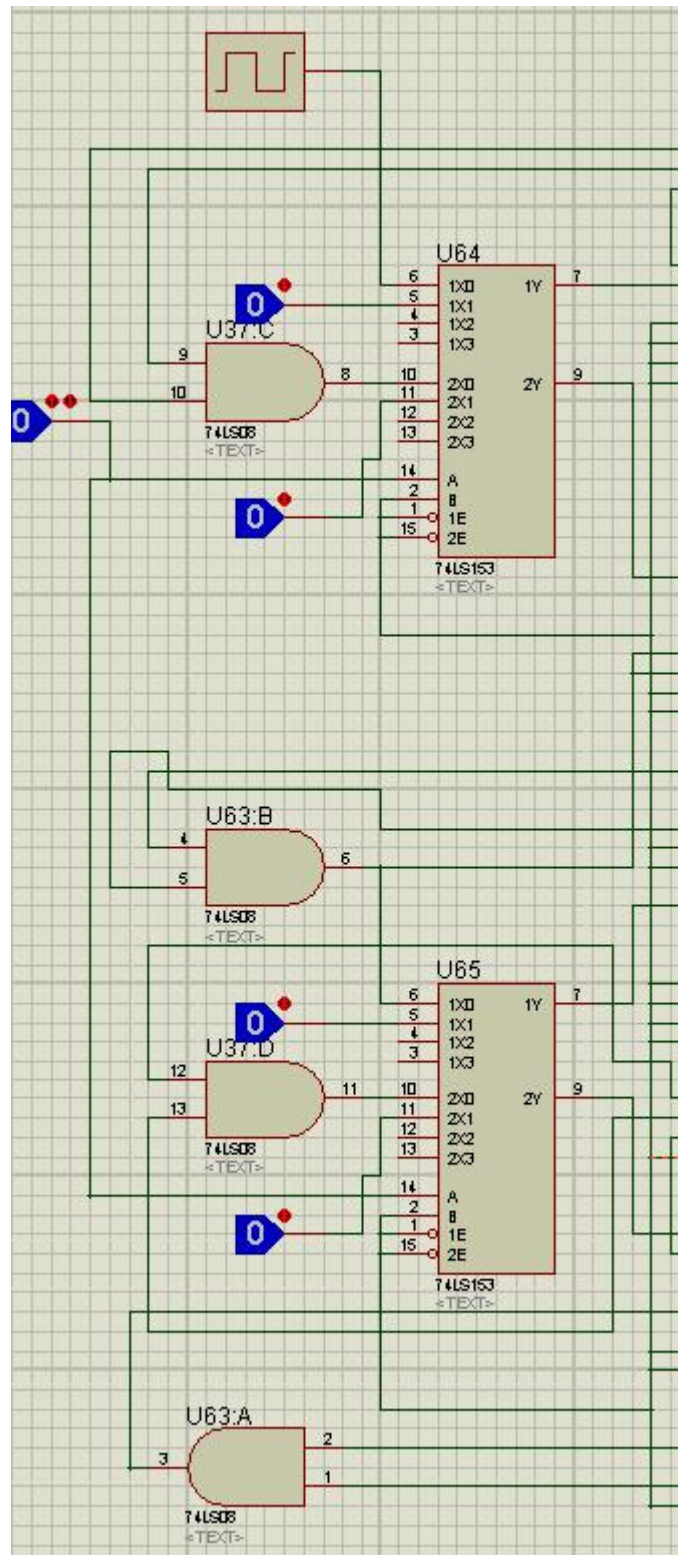 U64
6 1X0 1Y 7
0
5 1X1
4 1X2
3 1X3
U37:C
9
10
8
10 2X0 2Y 9
11 2X1
12 2X2
13 2X3
0
74LS08
<TEXT>
14 A
2 B
0
1 1E
15 2E
74LS153
<TEXT>
U63:B
4
5
6
74LS08
<TEXT>
U65
6 1X0 1Y 7
0
5 1X1
4 1X2
3 1X3
U37:D
12
13
11
10 2X0 2Y 9
11 2X1
12 2X2
13 2X3
74LS08
<TEXT>
14 A
2 B
0
1 1E
15 2E
74LS153
<TEXT>
U63:A
2
3
1
74LS08
<TEXT>